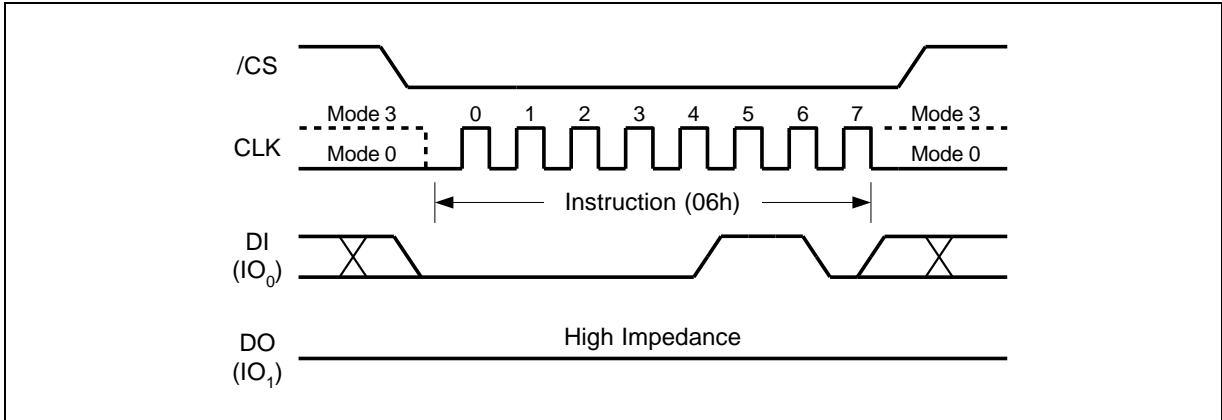 /CS
Mode 3 0 1 2 3 4 5 6 7 Mode 3
CLK
Mode 0 Mode 0
Instruction (06h)
DI
(IO0)
High Impedance
DO
(IO1)